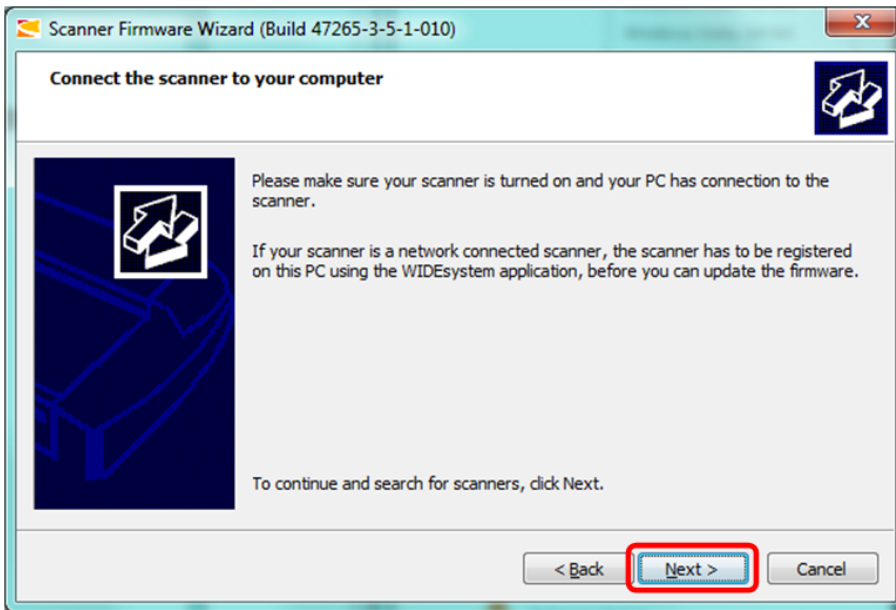 Scanner Firmware Wizard (Build 47265-3-5-1-010)
Connect the scanner to your computer
Please make sure your scanner is turned on and your PC has connection to the
scanner.
If your scanner is a network connected scanner, the scanner has to be registered
on this PC using the WIDEsystem application, before you can update the firmware.
To continue and search for scanners, click Next.
< Back
Next >
Cancel